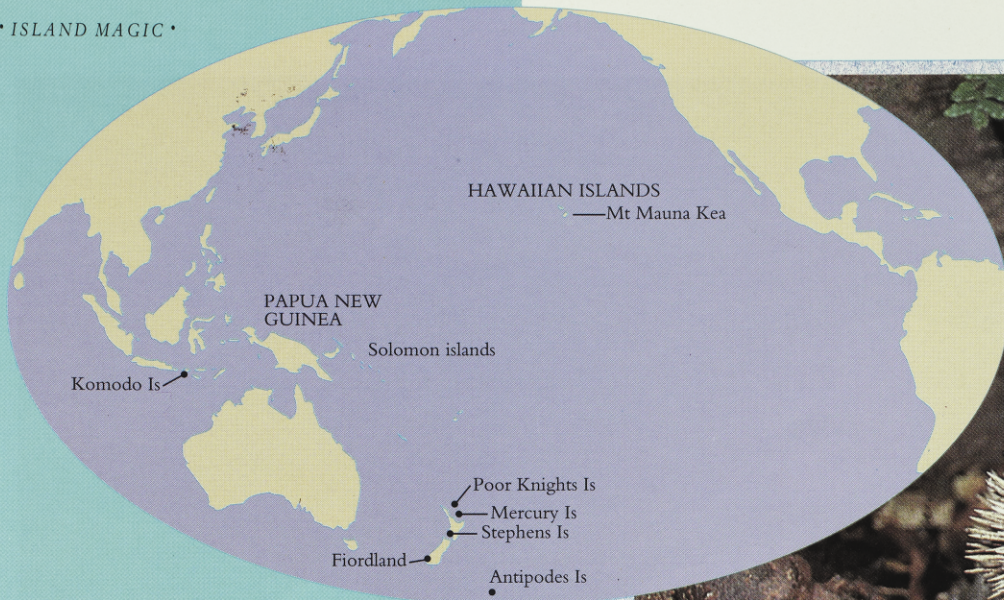 • ISLAND MAGIC •
HAWAIIAN ISLANDS
Mt Mauna Kea
PAPUA NEW
GUINEA
Solomon islands
Komodo Is
Poor Knights Is
Mercury Is
Stephens Is
Fiordland
Antipodes Is